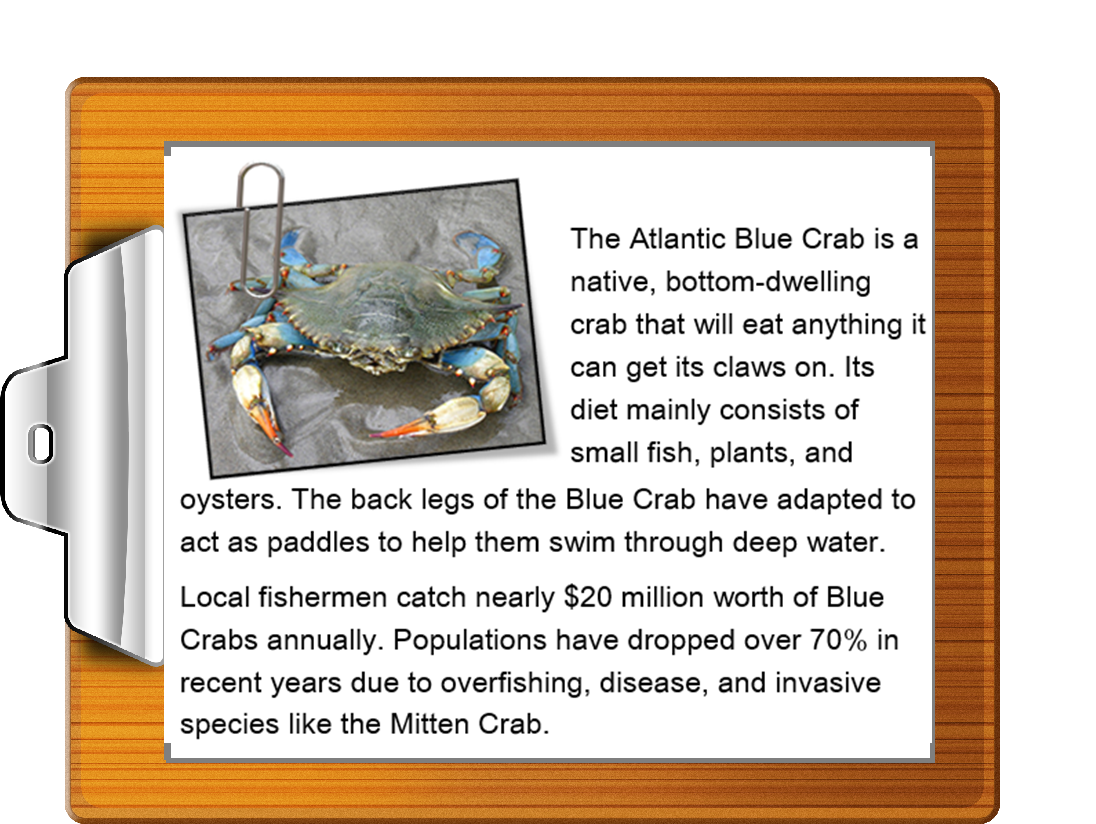 The Atlantic Blue Crab is a
native, bottom-dwelling
crab that will eat anything it
can get its claws on. Its
diet mainly consists of
small fish, plants, and
oysters. The back legs of the Blue Crab have adapted to
act as paddles to help them swim through deep water.
Local fishermen catch nearly $20 million worth of Blue
Crabs annually. Populations have dropped over 70% in
recent years due to overfishing, disease, and invasive
species like the Mitten Crab.